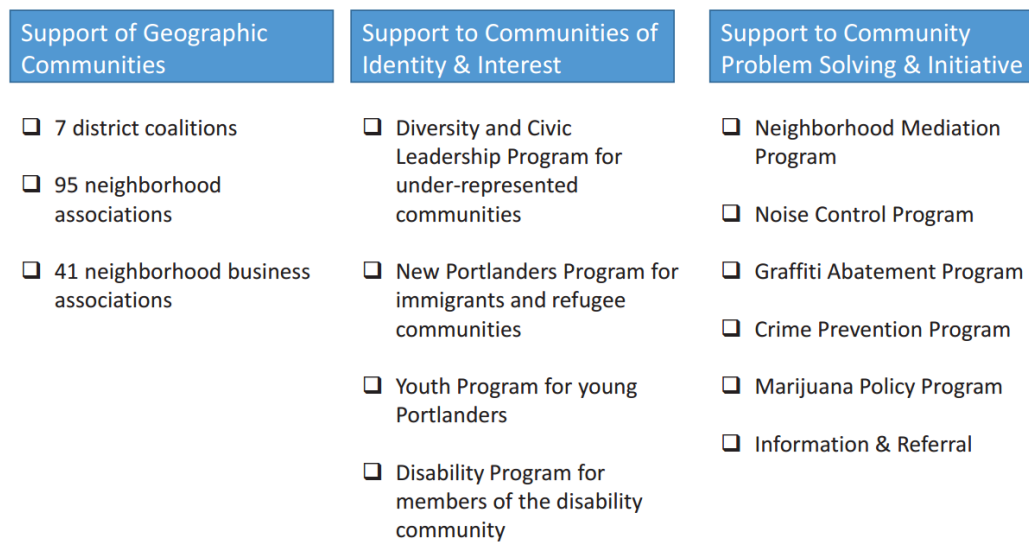 Support of Geographic
Communities
❑ 7 district coalitions
❑ 95 neighborhood
associations
❑ 41 neighborhood business
associations
Support to Communities of
Identity & Interest
❑ Diversity and Civic
Leadership Program for
under-represented
communities
❑ New Portlanders Program for
immigrants and refugee
communities
❑ Youth Program for young
Portlanders
❑ Disability Program for
members of the disability
community
Support to Community
Problem Solving & Initiative
❑ Neighborhood Mediation
Program
❑ Noise Control Program
❑ Graffiti Abatement Program
❑ Crime Prevention Program
❑ Marijuana Policy Program
❑ Information & Referral